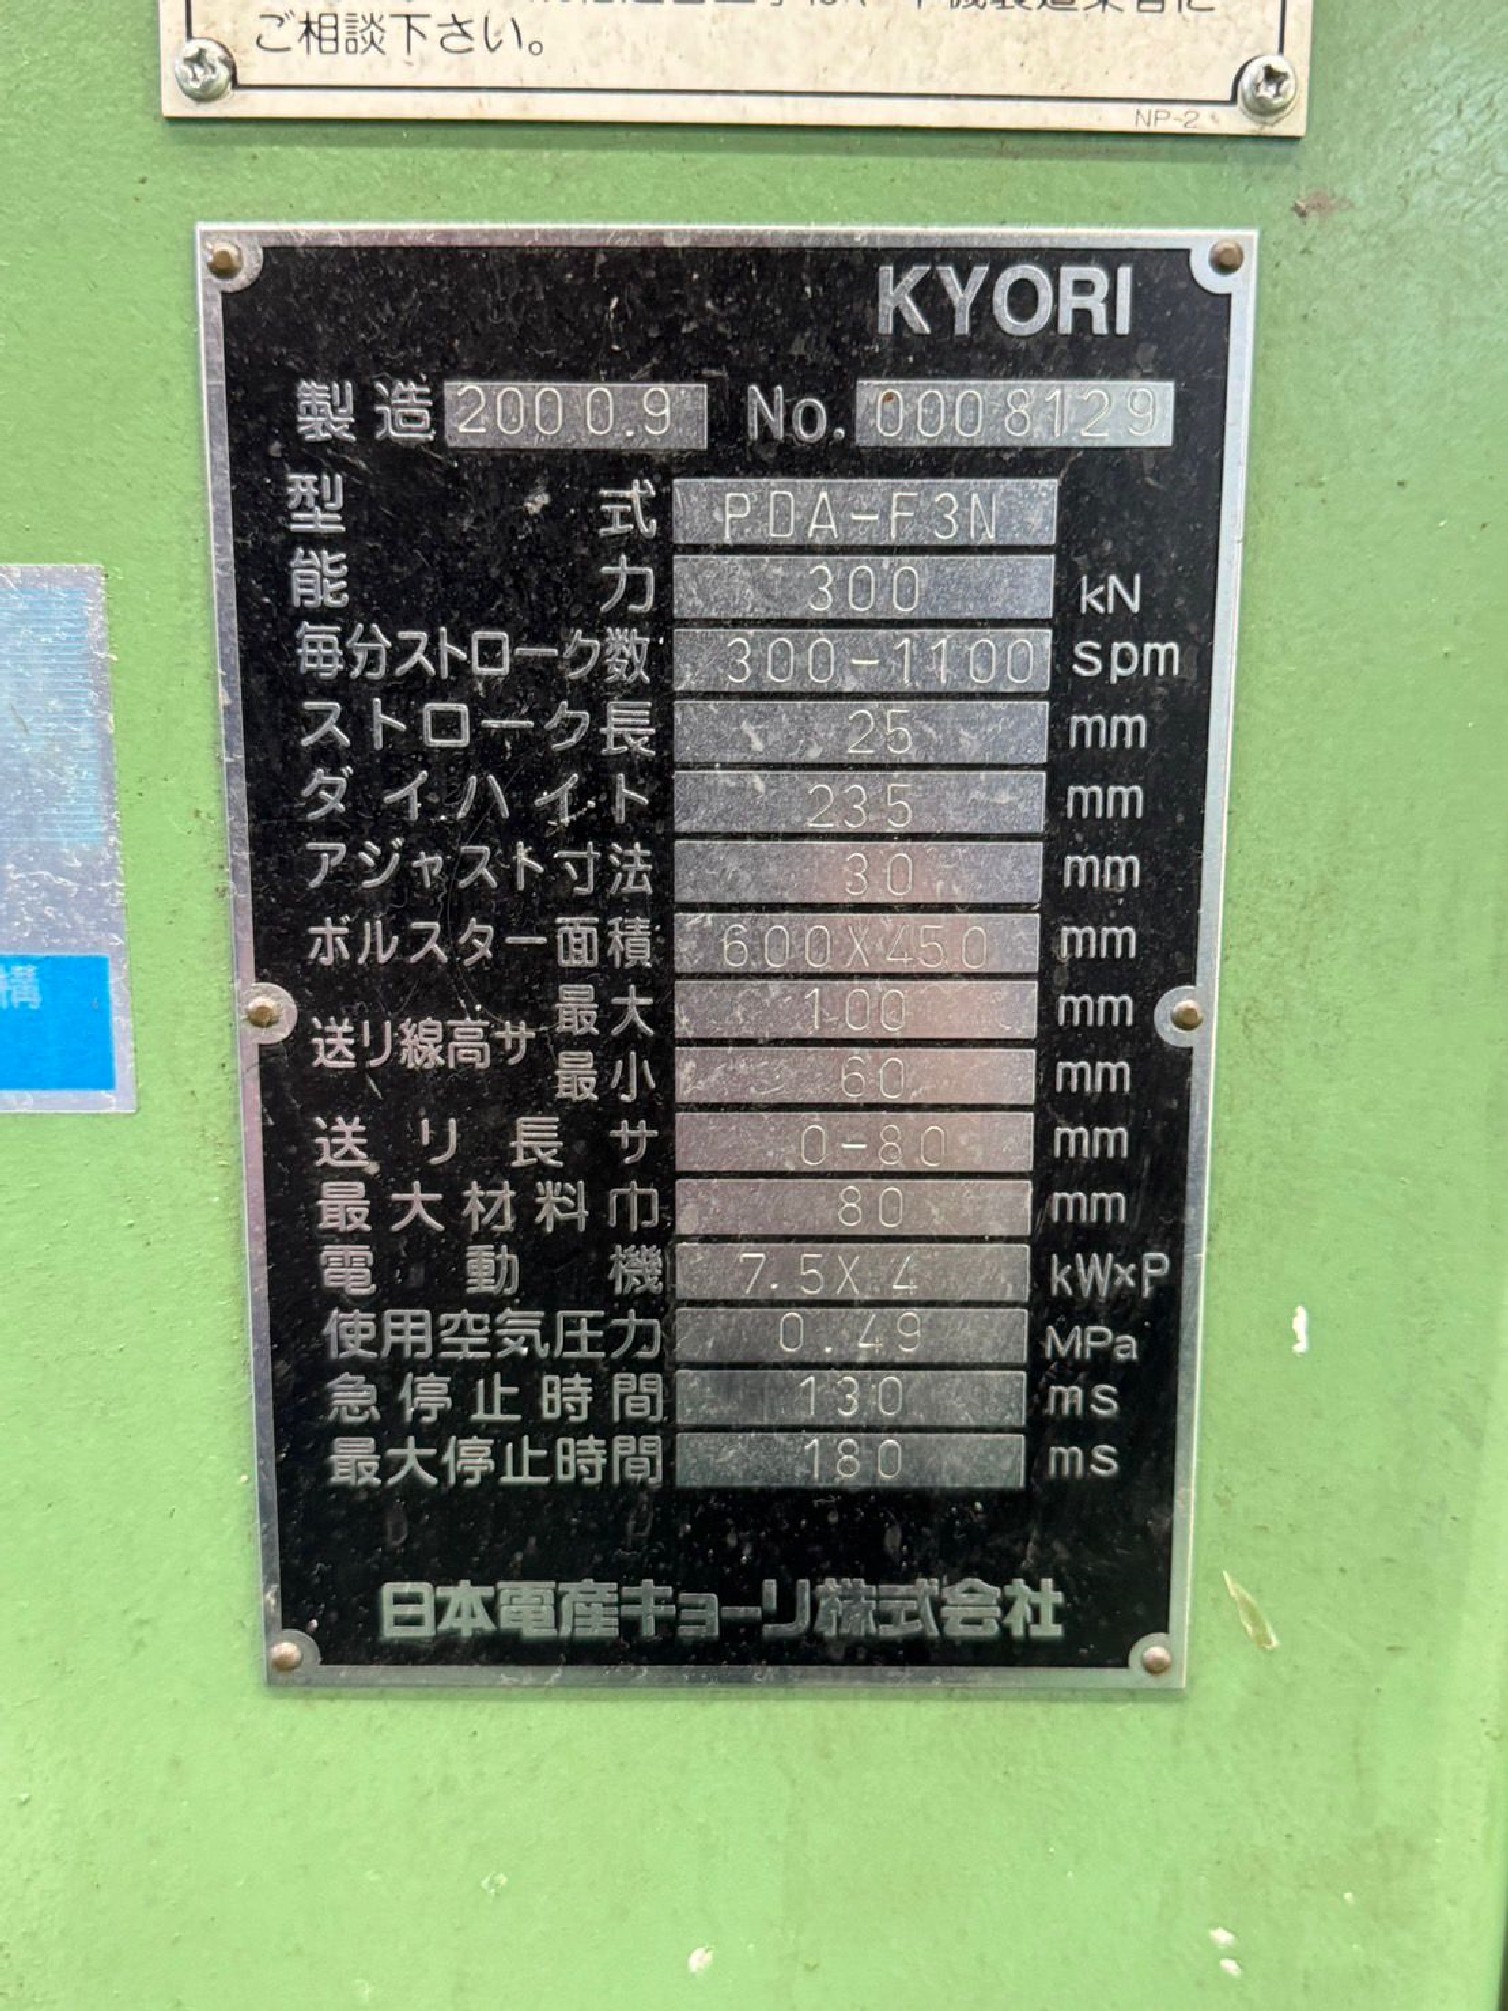 ご相談下さい。
NP-2
KYORI
製造 2000.9 No. 0008129
型式 PDA-F3N
能力 300 kN
毎分ストローク数 300-1100 spm
ストローク長 25 mm
ダイハイト 235 mm
アジャスト寸法 30 mm
ボルスター面積 600X450 mm
送リ線高サ 最大 100 mm
最小 60 mm
送リ長サ 0-80 mm
最大材料巾 80 mm
電動機 7.5X4 kW×P
使用空気圧力 0.49 MPa
急停止時間 130 ms
最大停止時間 180 ms
日本電産キョーリ株式会社
構